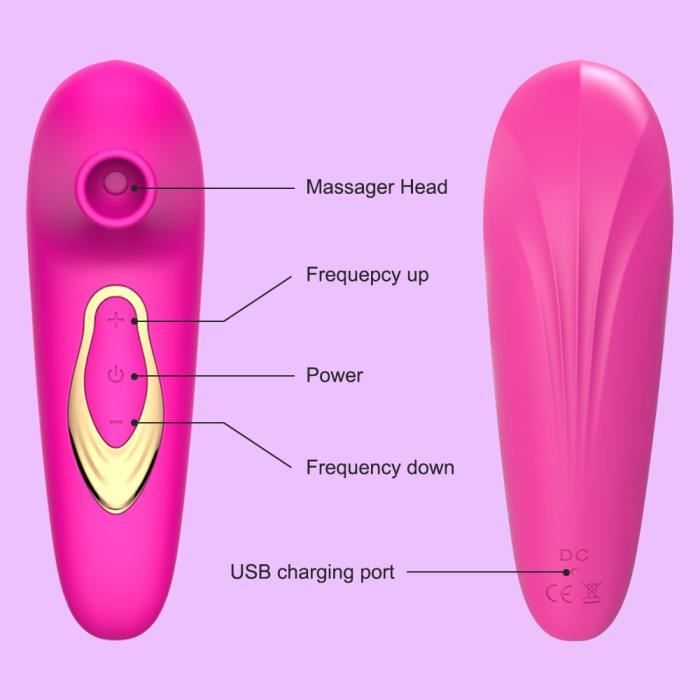 Massager Head
Frequepcy up
Power
Frequency down
USB charging port
DC
CE